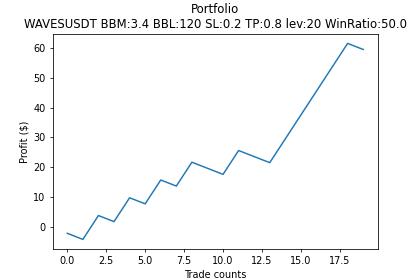 Portfolio
WAVESUSDT BBM:3.4 BBL:120 SL:0.2 TP:0.8 lev:20 WinRatio:50.0
Profit ($)
60
50
40
30
20
10
0
0.0 2.5 5.0 7.5 10.0 12.5 15.0 17.5
Trade counts